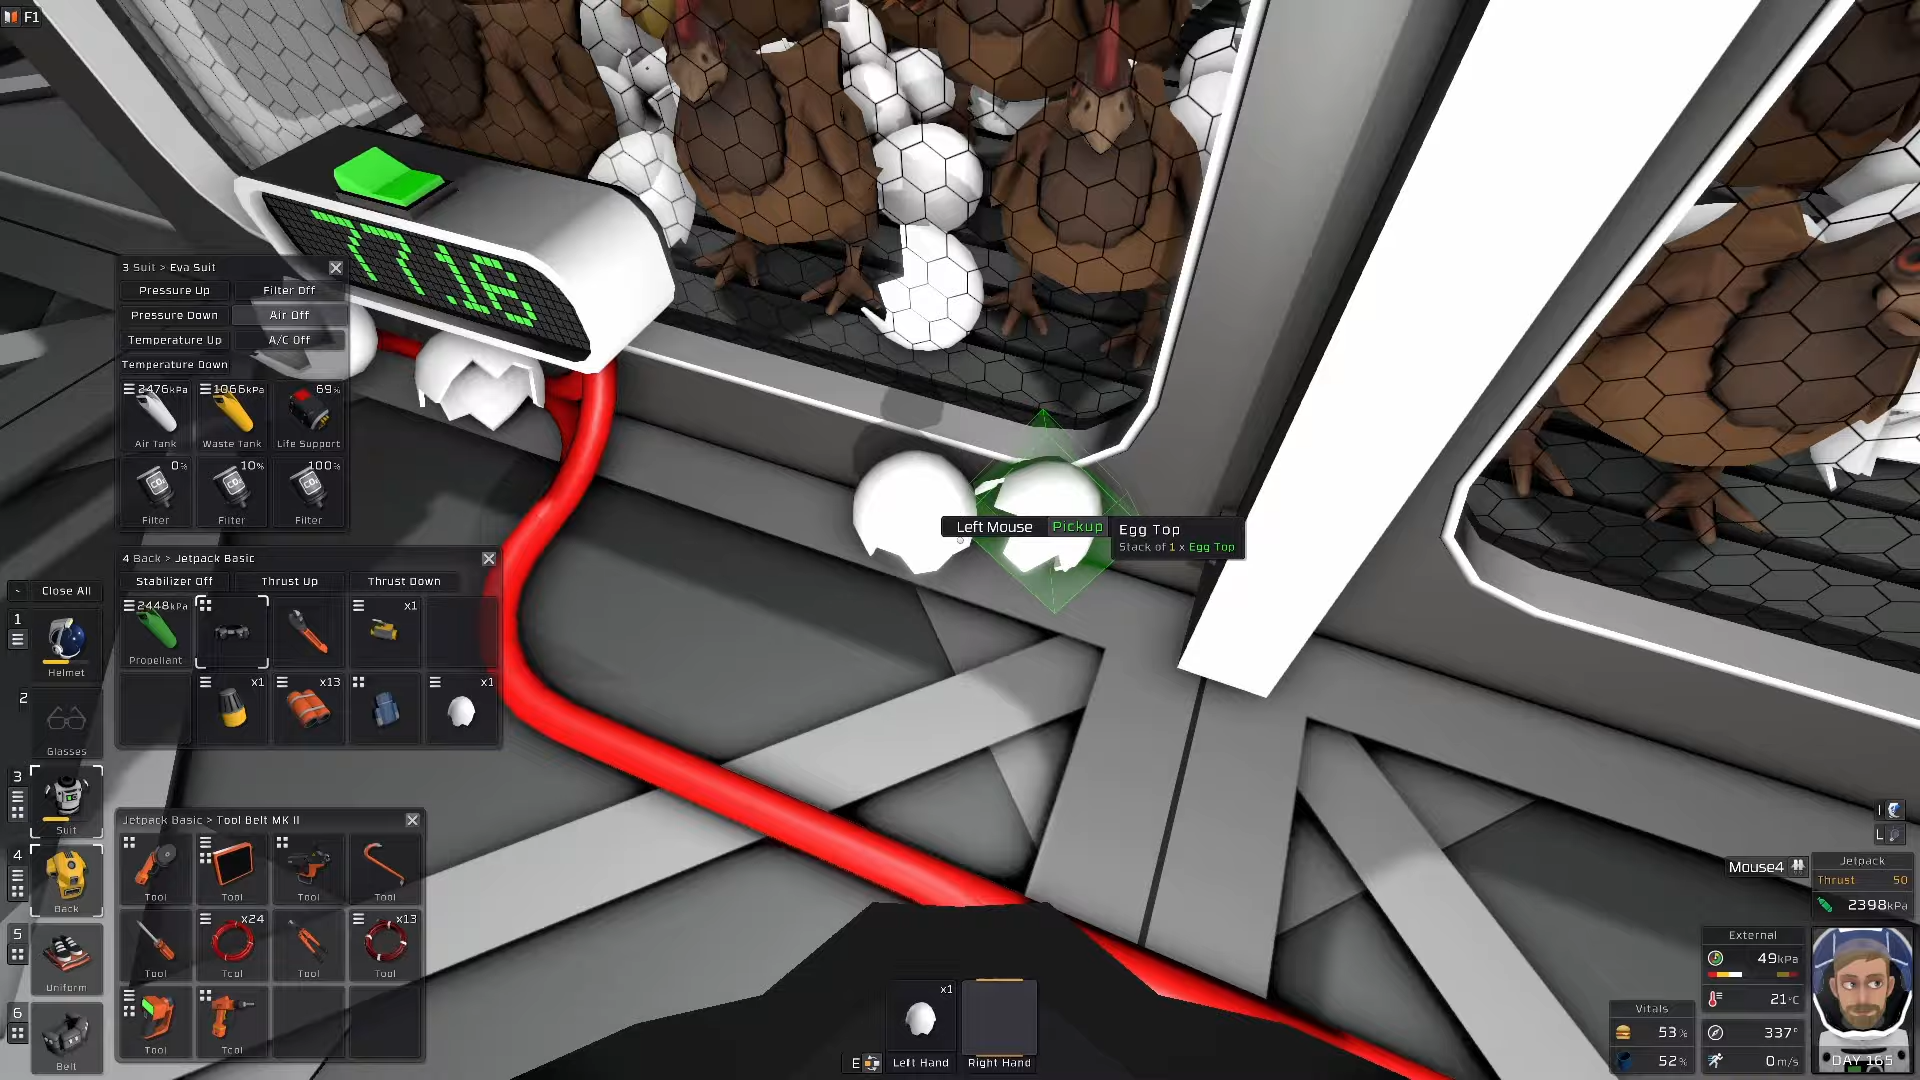 F1
77.16
3 Suit > Eva Suit
Pressure Up
Filter Off
Pressure Down
Air Off
Temperature Up
A/C Off
Temperature Down
2476kPa
1066kPa
69%
Air Tank
Waste Tank
Life Support
0%
10%
100%
Filter
Filter
Filter
Left Mouse
Pickup
Egg Top
Stack of 1 x Egg Top
4 Back > Jetpack Basic
Stabilizer Off
Thrust Up
Thrust Down
2448kPa
x1
Propellant
x1
x13
x1
~
Close All
1
Helmet
2
Glasses
3
Suit
4
Back
5
Uniform
6
Belt
Jetpack Basic > Tool Belt MK II
Tool
Tool
Tool
Tool
x24
x13
Tool
Tool
Tool
Tool
Tool
Tool
x1
E
Left Hand
Right Hand
I
L
Mouse4
Jetpack
Thrust 50
2398kPa
External
49kPa
21°C
337°
0m/s
Vitals
53%
52%
DAY 165